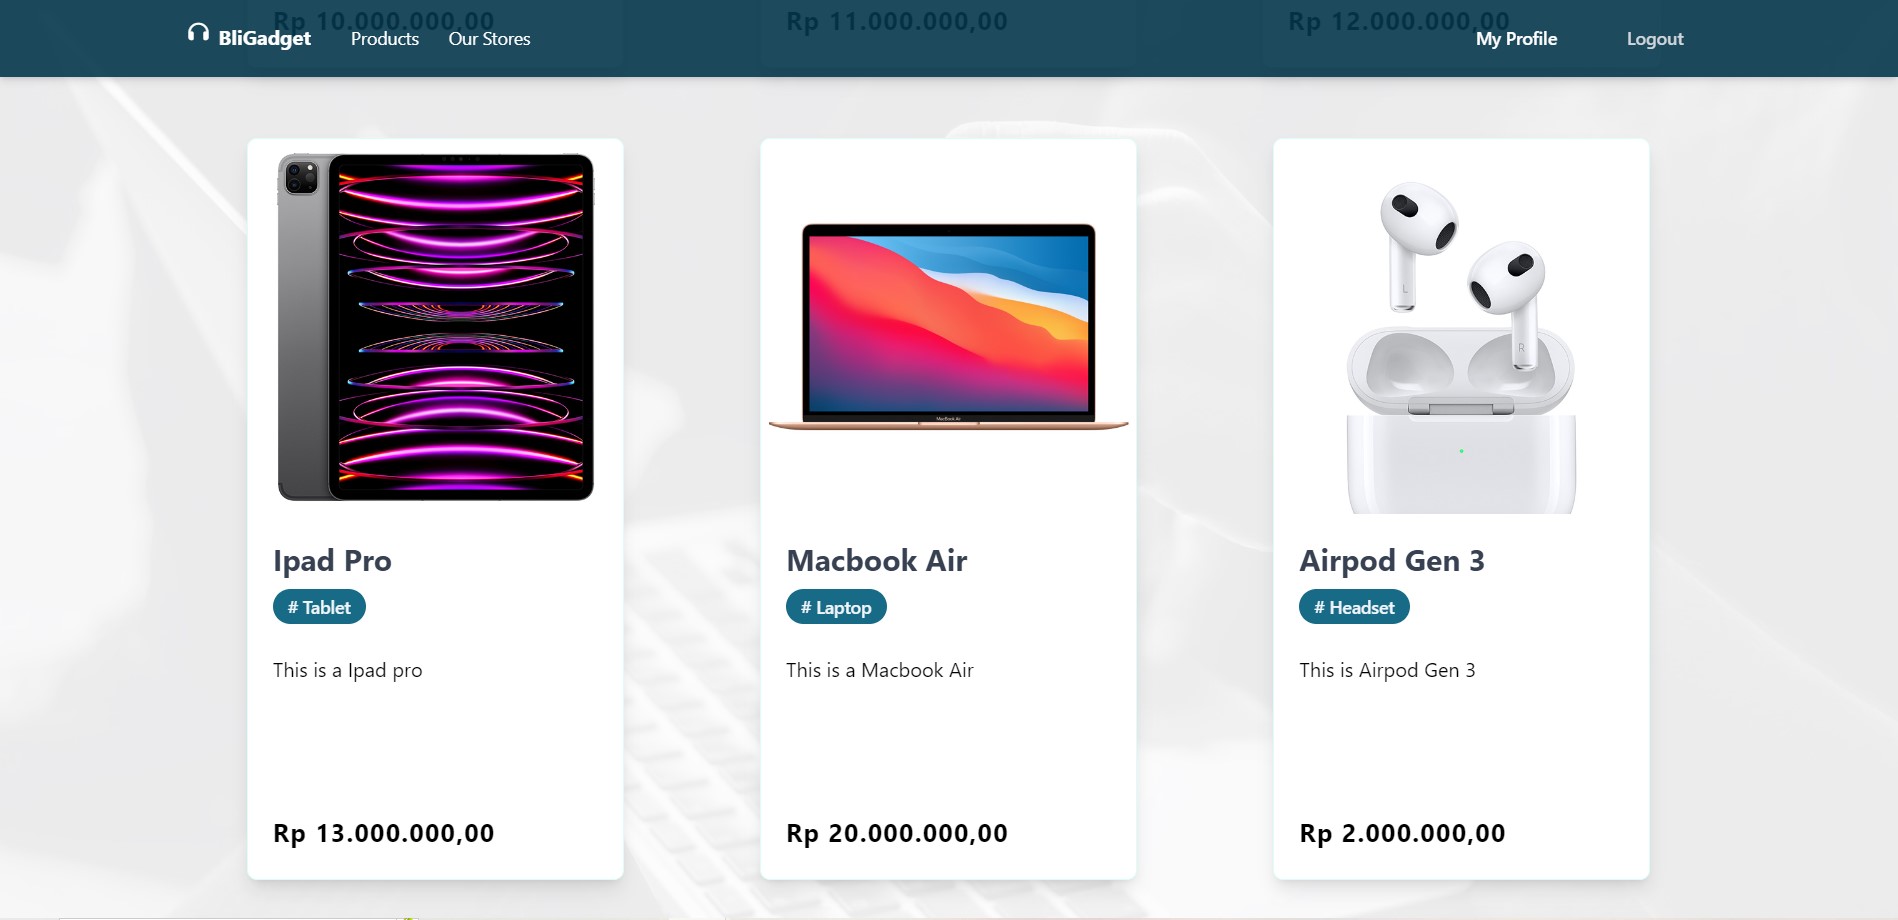 Rp 10.000.000,00
Rp 11.000.000,00
Rp 12.000.000,00
BliGadget
Products
Our Stores
My Profile
Logout
MacBook Air
L
R
Ipad Pro
# Tablet
This is a Ipad pro
Rp 13.000.000,00
Macbook Air
# Laptop
This is a Macbook Air
Rp 20.000.000,00
Airpod Gen 3
# Headset
This is Airpod Gen 3
Rp 2.000.000,00